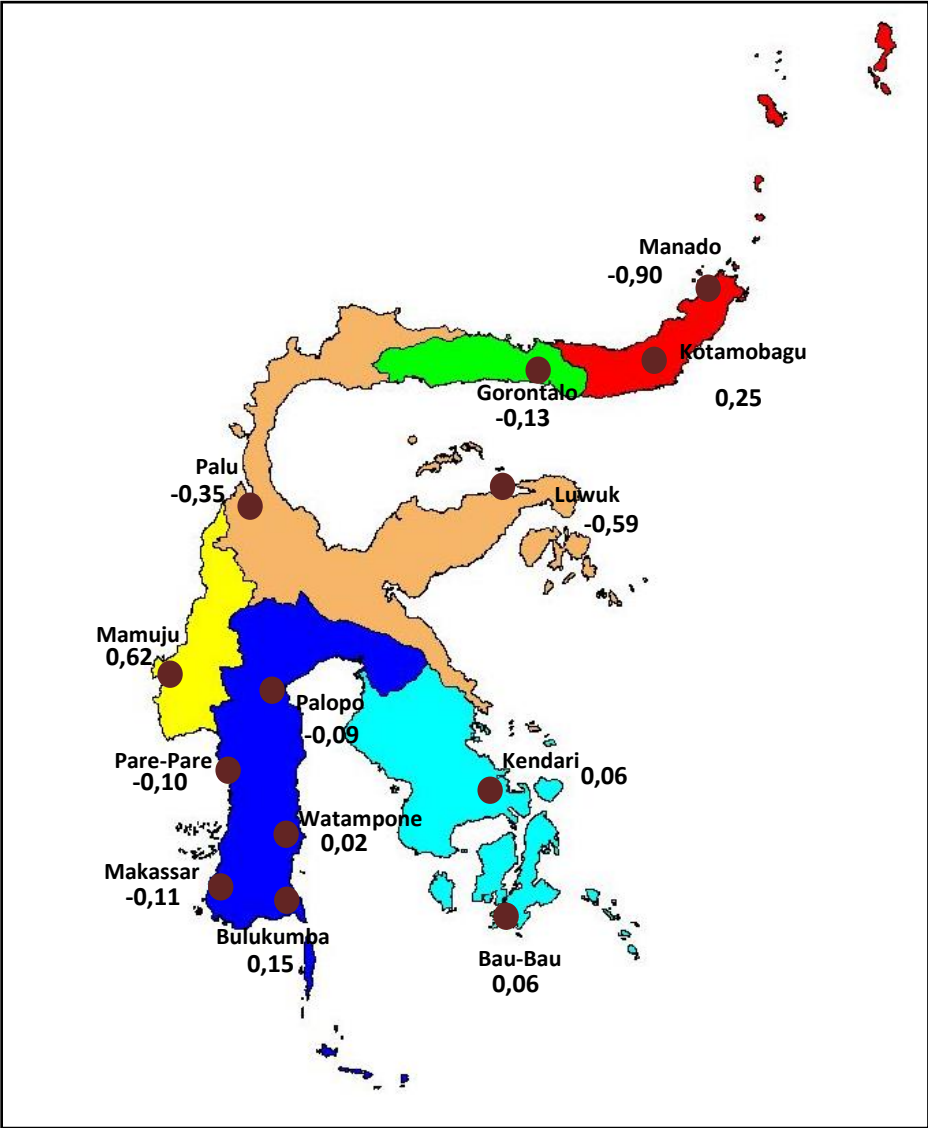 Manado
-0,90
Kotamobagu
0,25
Gorontalo
-0,13
Palu
-0,35
Luwuk
-0,59
Mamuju
0,62
Palopo
-0,09
Pare-Pare
-0,10
Kendari 0,06
Watampone
0,02
Makassar
-0,11
Bulukumba
0,15
Bau-Bau
0,06